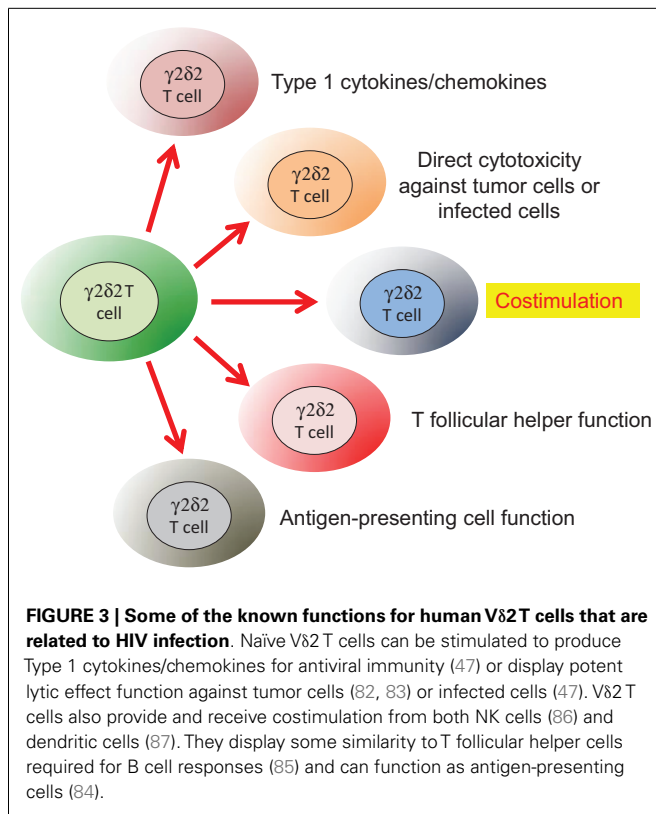 γ2δ2
T cell
Type 1 cytokines/chemokines
γ2δ2
T cell
Direct cytotoxicity
against tumor cells or
infected cells
γ2δ2 T
cell
γ2δ2
T cell
Costimulation
γ2δ2
T cell
T follicular helper function
γ2δ2
T cell
Antigen-presenting cell function
FIGURE 3 | Some of the known functions for human Vδ2 T cells that are
related to HIV infection. Naïve Vδ2 T cells can be stimulated to produce
Type 1 cytokines/chemokines for antiviral immunity (47) or display potent
lytic effect function against tumor cells (82, 83) or infected cells (47). Vδ2 T
cells also provide and receive costimulation from both NK cells (86) and
dendritic cells (87). They display some similarity to T follicular helper cells
required for B cell responses (85) and can function as antigen-presenting
cells (84).